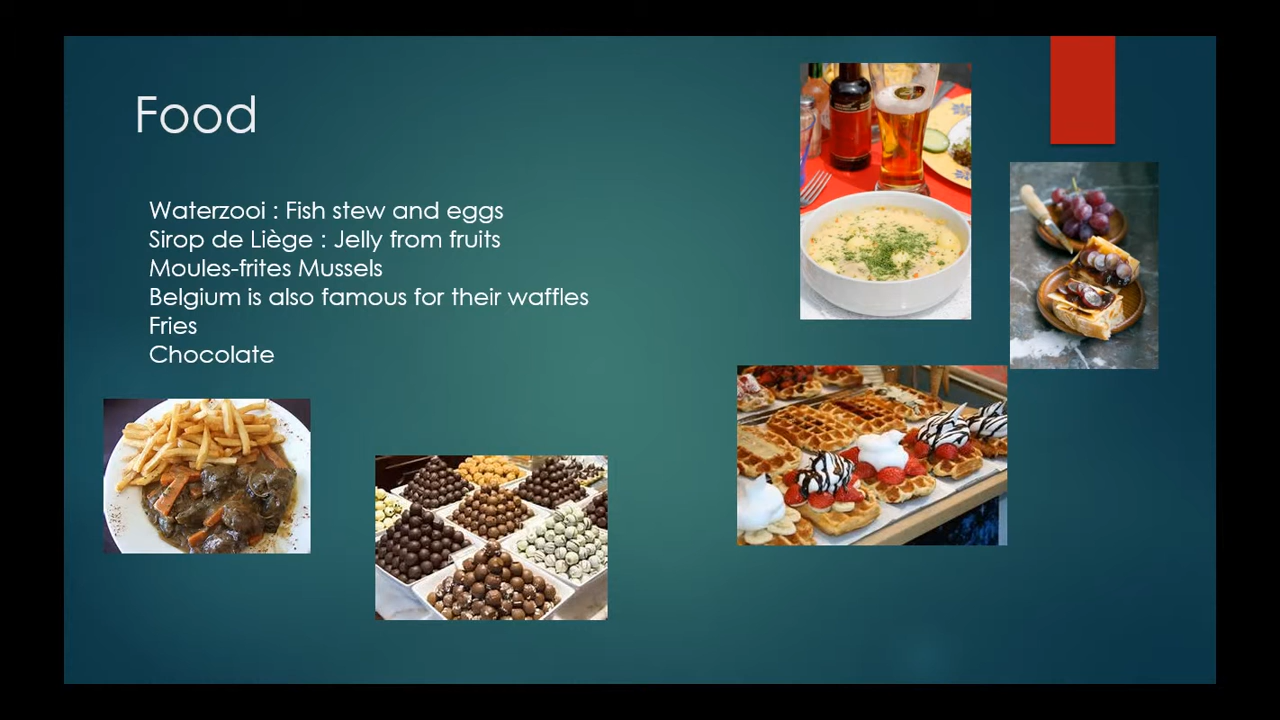 Food
Waterzooi : Fish stew and eggs
Sirop de Liège : Jelly from fruits
Moules-frites Mussels
Belgium is also famous for their waffles
Fries
Chocolate